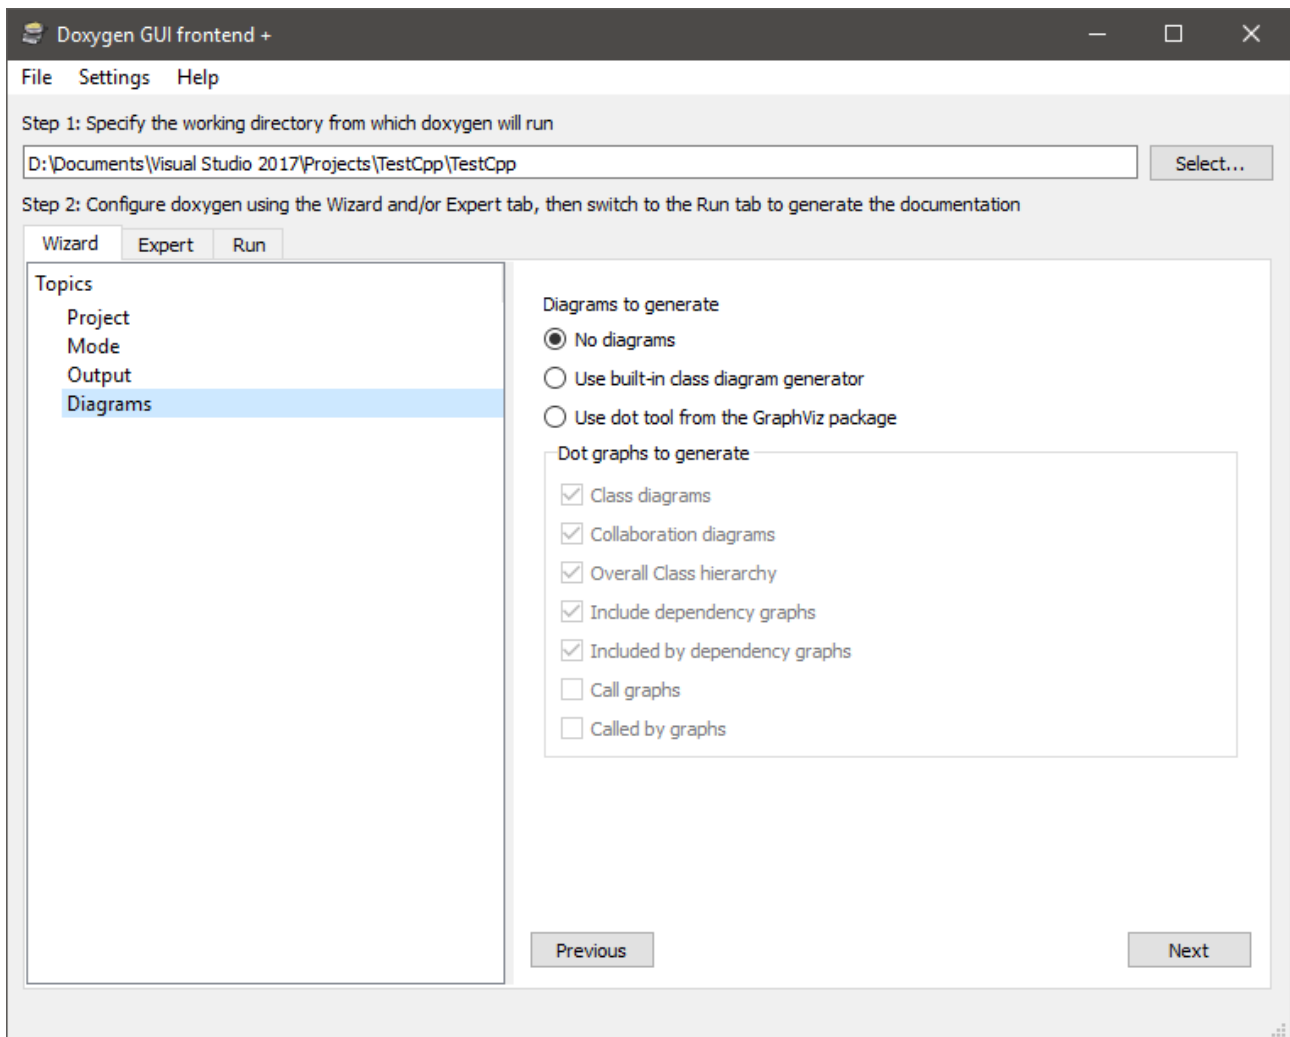 Doxygen GUI frontend +
File Settings Help
Step 1: Specify the working directory from which doxygen will run
D:\Documents\Visual Studio 2017\Projects\TestCpp\TestCpp
Select...
Step 2: Configure doxygen using the Wizard and/or Expert tab, then switch to the Run tab to generate the documentation
Wizard Expert Run
Topics
Project
Mode
Output
Diagrams
Diagrams to generate
No diagrams
Use built-in class diagram generator
Use dot tool from the GraphViz package
Dot graphs to generate
Class diagrams
Collaboration diagrams
Overall Class hierarchy
Include dependency graphs
Included by dependency graphs
Call graphs
Called by graphs
Previous Next